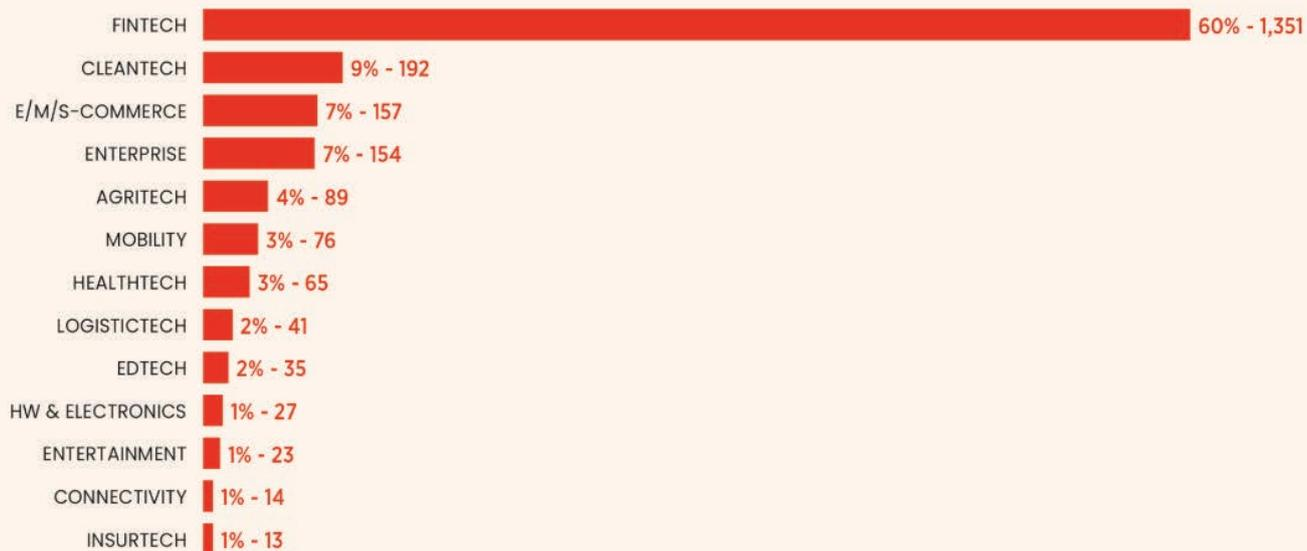 FINTECH 60% - 1,351
CLEANTECH 9% - 192
E/M/S-COMMERCE 7% - 157
ENTERPRISE 7% - 154
AGRITECH 4% - 89
MOBILITY 3% - 76
HEALTHTECH 3% - 65
LOGISTICTECH 2% - 41
EDTECH 2% - 35
HW & ELECTRONICS 1% - 27
ENTERTAINMENT 1% - 23
CONNECTIVITY 1% - 14
INSURTECH 1% - 13